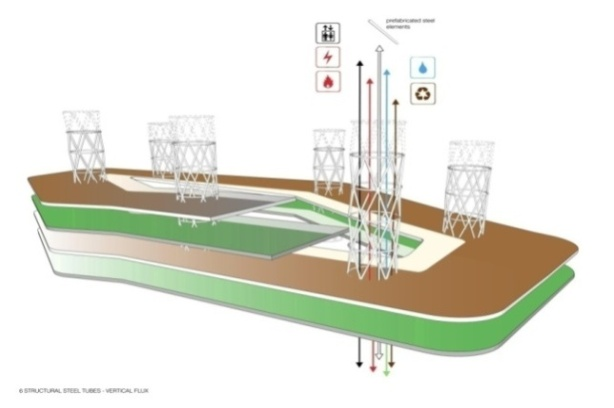 prefabricated steel
elements
6 STRUCTURAL STEEL TUBES - VERTICAL FLUX